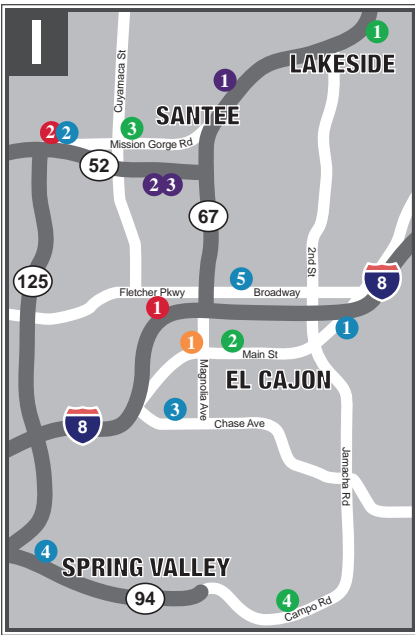 I
1
LAKESIDE
Cuyamaca St
1
SANTEE
2 2
3
Mission Gorge Rd
52
2 3
67
2nd St
125
5
8
Fletcher Pkwy
Broadway
1
1
1
2
Main St
Magnolia Ave
EL CAJON
3
8
Chase Ave
Jamacha Rd
4
SPRING VALLEY
94
4
Campo Rd